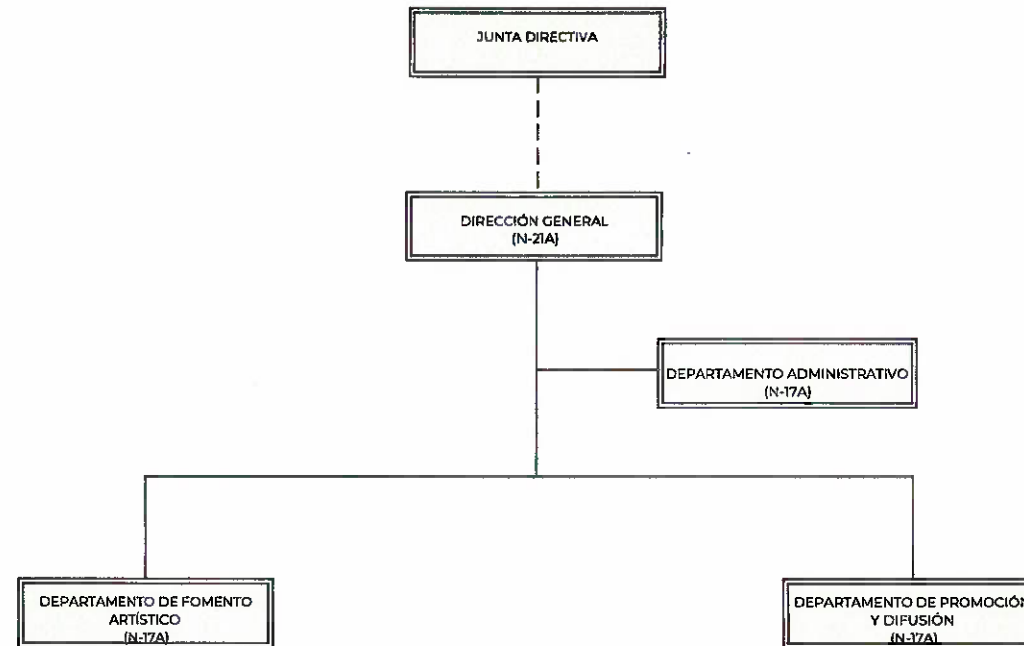 JUNTA DIRECTIVA
DIRECCIÓN GENERAL
(N-21A)
DEPARTAMENTO ADMINISTRATIVO
(N-17A)
DEPARTAMENTO DE FOMENTO
ARTÍSTICO
(N-17A)
DEPARTAMENTO DE PROMOCIÓN
Y DIFUSIÓN
(N-17A)